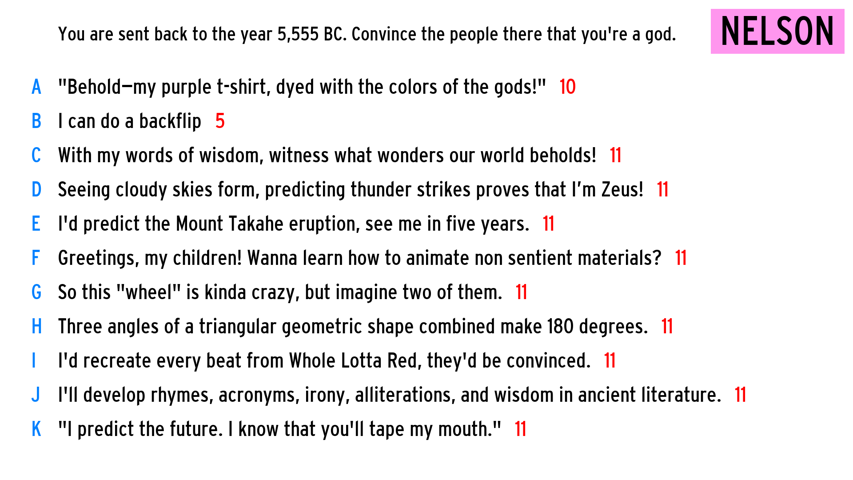 You are sent back to the year 5,555 BC. Convince the people there that you're a god.
NELSON
A "Behold—my purple t-shirt, dyed with the colors of the gods!" 10
B I can do a backflip 5
C With my words of wisdom, witness what wonders our world beholds! 11
D Seeing cloudy skies form, predicting thunder strikes proves that I’m Zeus! 11
E I'd predict the Mount Takahe eruption, see me in five years. 11
F Greetings, my children! Wanna learn how to animate non sentient materials? 11
G So this "wheel" is kinda crazy, but imagine two of them. 11
H Three angles of a triangular geometric shape combined make 180 degrees. 11
I I'd recreate every beat from Whole Lotta Red, they'd be convinced. 11
J I'll develop rhymes, acronyms, irony, alliterations, and wisdom in ancient literature. 11
K "I predict the future. I know that you'll tape my mouth." 11